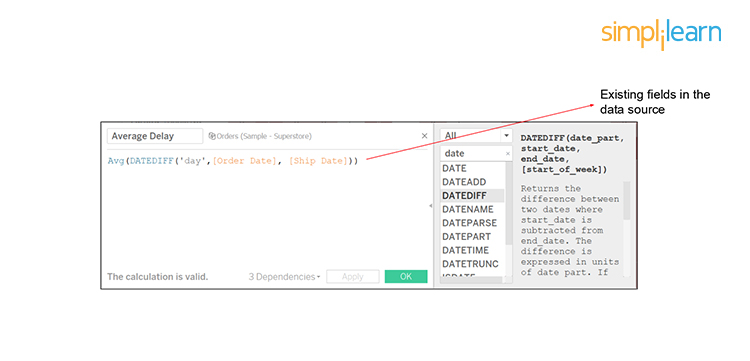 simplilearn
Existing fields in the
data source
Average Delay
Orders (Sample - Superstore)
×
Avg(DATEDIFF('day',[Order Date], [Ship Date]))
The calculation is valid.
3 Dependencies
Apply
OK
All
date
×
DATE
DATEADD
DATEDIFF
DATENAME
DATEPARSE
DATEPART
DATETIME
DATETRUNC
ISDATE
DATEDIFF(date_part,
start_date,
end_date,
[start_of_week])
Returns the
difference between
two dates where
start_date is
subtracted from
end_date. The
difference is
expressed in units
of date part. If